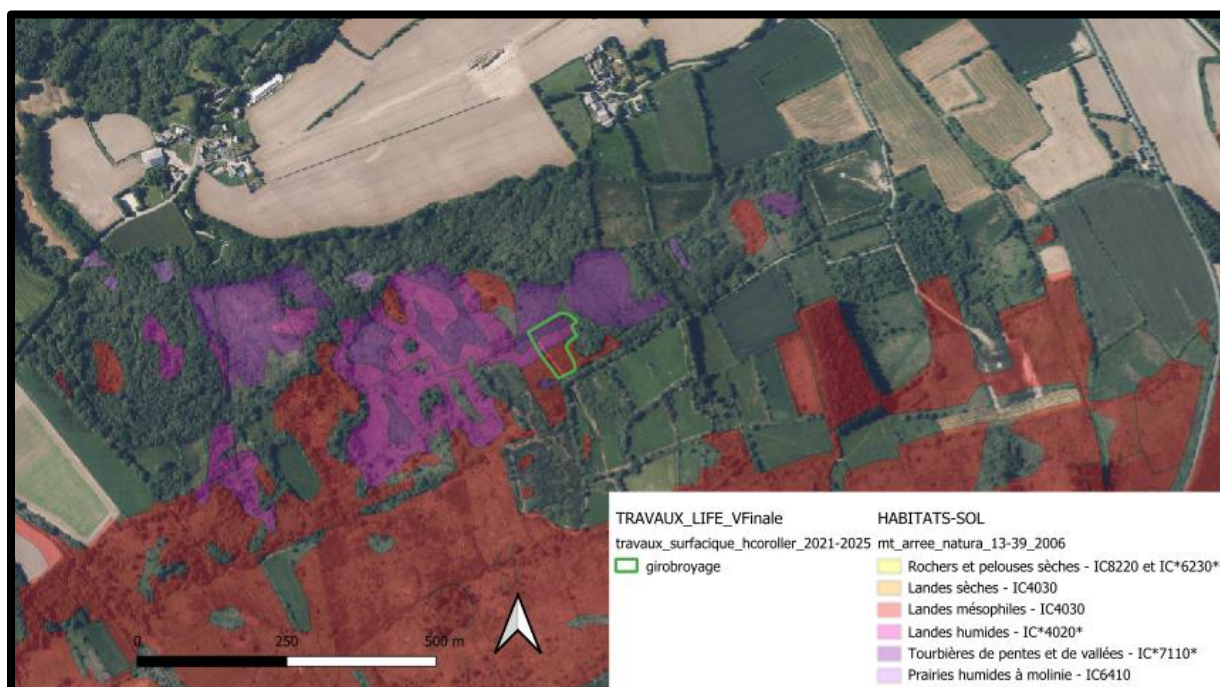 0 250 500 m
TRAVAUX_LIFE_VFinale
travaux_surfacique_hcoroller_2021-2025
girobroyage
HABITATS-SOL
mt_arree_natura_13-39_2006
Rochers et pelouses sèches - IC8220 et IC*6230*
Landes sèches - IC4030
Landes mésophiles - IC4030
Landes humides - IC*4020*
Tourbières de pentes et de vallées - IC*7110*
Prairies humides à molinie - IC6410